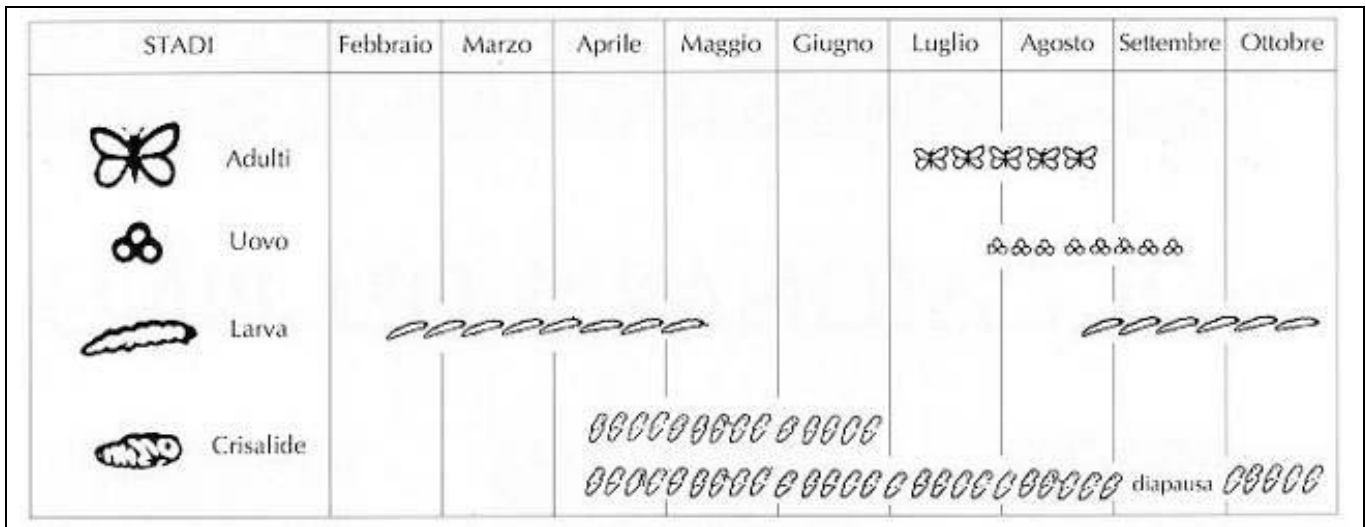 STADI Febbraio Marzo Aprile Maggio Giugno Luglio Agosto Settembre Ottobre
Adulti
Uovo
Larva
Crisalide
diapausa